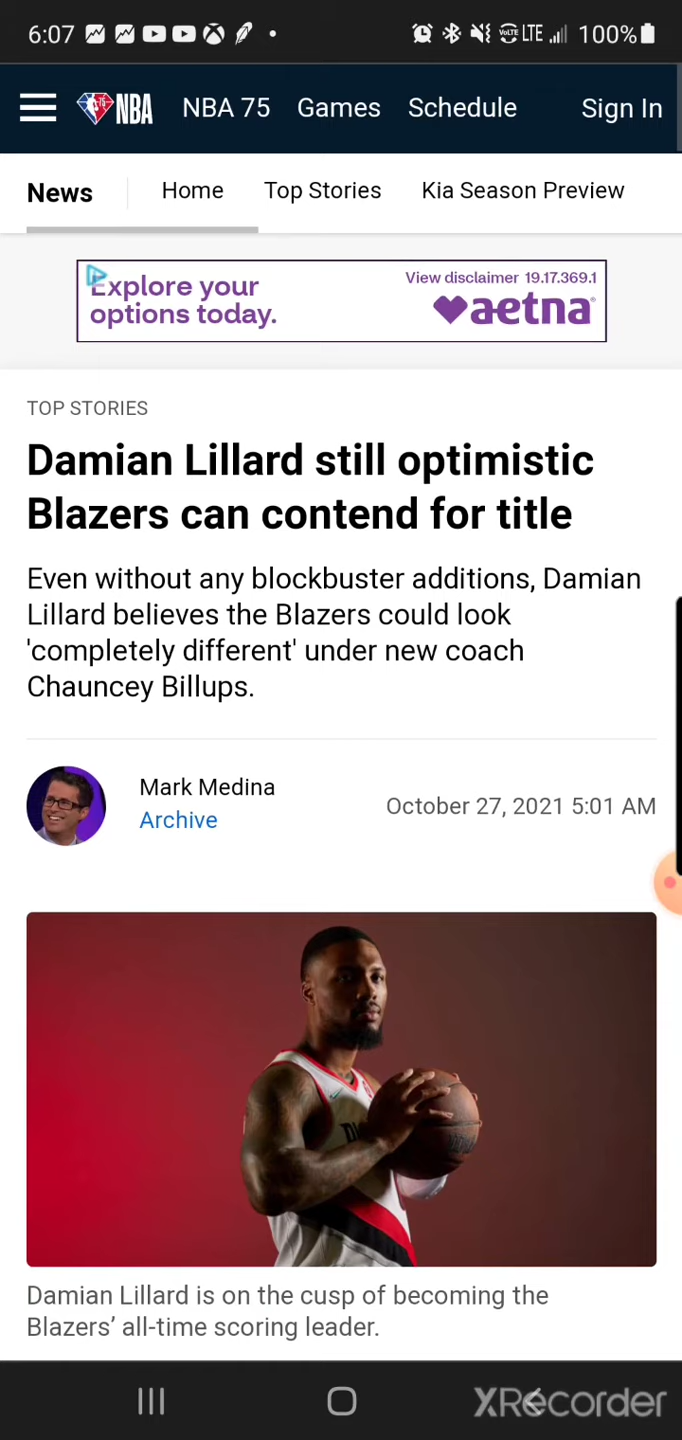 6:07 VoLTE LTE 100%
NBA NBA 75 Games Schedule Sign In
News Home Top Stories Kia Season Preview
Explore your
options today.
View disclaimer 19.17.369.1
aetna®
TOP STORIES
Damian Lillard still optimistic
Blazers can contend for title
Even without any blockbuster additions, Damian
Lillard believes the Blazers could look
'completely different' under new coach
Chauncey Billups.
Mark Medina
Archive
October 27, 2021 5:01 AM
Damian Lillard is on the cusp of becoming the
Blazers’ all-time scoring leader.
XRecorder